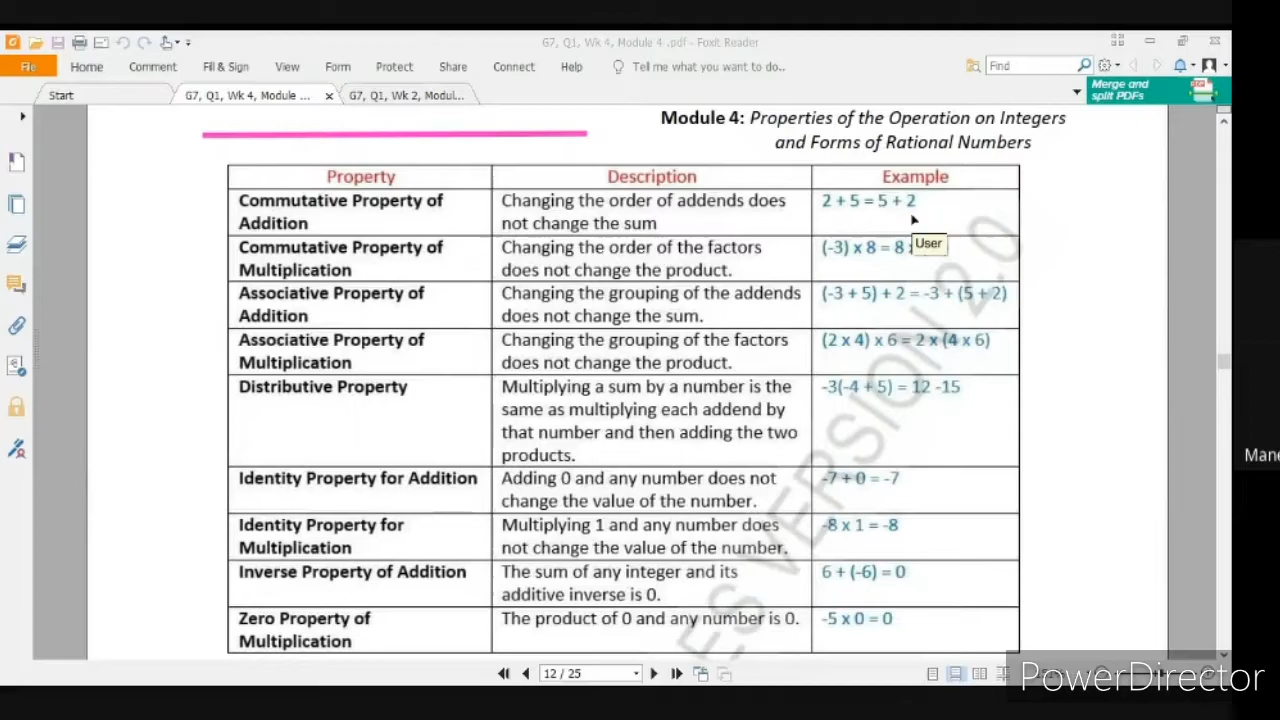 G7, Q1, Wk 4, Module 4 .pdf - Foxit Reader
File Home Comment Fill & Sign View Form Protect Share Connect Help Tell me what you want to do.. Find
Start G7, Q1, Wk 4, Module ... × G7, Q1, Wk 2, Modul...
Merge and
split PDFs
Module 4: Properties of the Operation on Integers
and Forms of Rational Numbers
Property Description Example
Commutative Property of
Addition
Changing the order of addends does
not change the sum
2 + 5 = 5 + 2
Commutative Property of
Multiplication
Changing the order of the factors
does not change the product.
(-3) x 8 = 8
User
Associative Property of
Addition
Changing the grouping of the addends
does not change the sum.
(-3 + 5) + 2 = -3 + (5 + 2)
Associative Property of
Multiplication
Changing the grouping of the factors
does not change the product.
(2 x 4) x 6 = 2 x (4 x 6)
Distributive Property
Multiplying a sum by a number is the
same as multiplying each addend by
that number and then adding the two
products.
-3(-4 + 5) = 12 -15
Identity Property for Addition
Adding 0 and any number does not
change the value of the number.
-7 + 0 = -7
Identity Property for
Multiplication
Multiplying 1 and any number does
not change the value of the number.
-8 x 1 = -8
Inverse Property of Addition
The sum of any integer and its
additive inverse is 0.
6 + (-6) = 0
Zero Property of
Multiplication
The product of 0 and any number is 0.
-5 x 0 = 0
ES VERSION 2.0
12 / 25
Mane
PowerDirector